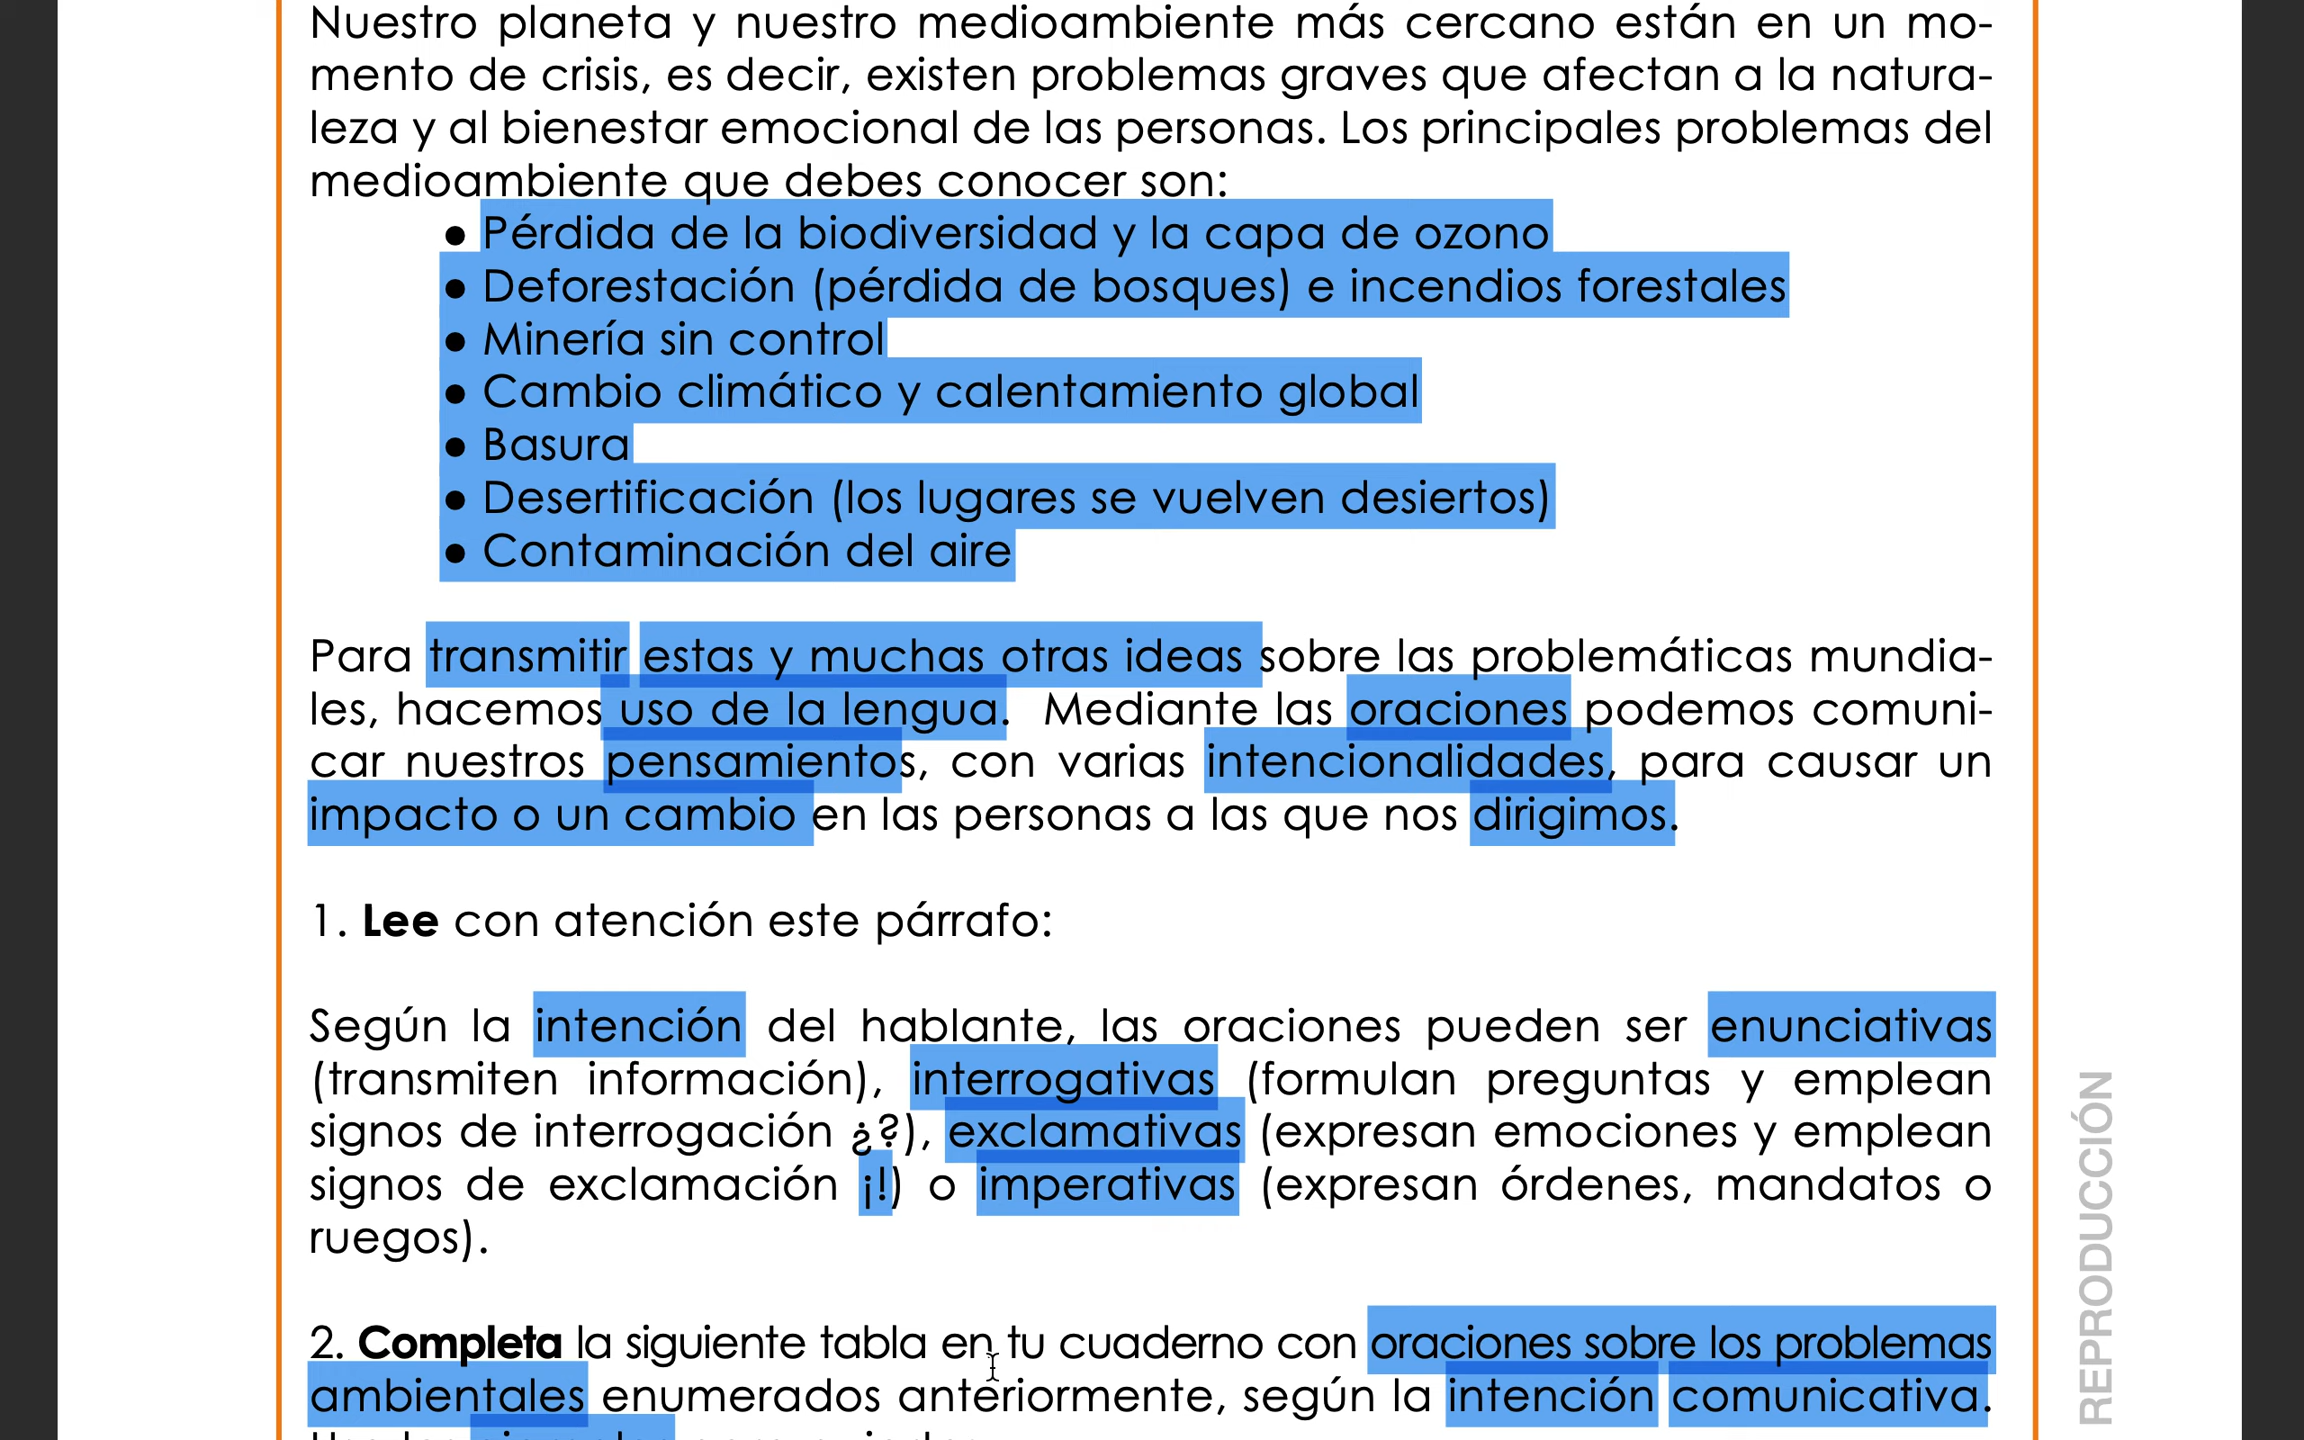 Nuestro planeta y nuestro medioambiente más cercano están en un mo-
mento de crisis, es decir, existen problemas graves que afectan a la natura-
leza y al bienestar emocional de las personas. Los principales problemas del
medioambiente que debes conocer son:
● Pérdida de la biodiversidad y la capa de ozono
● Deforestación (pérdida de bosques) e incendios forestales
● Minería sin control
● Cambio climático y calentamiento global
● Basura
● Desertificación (los lugares se vuelven desiertos)
● Contaminación del aire
Para transmitir estas y muchas otras ideas sobre las problemáticas mundia-
les, hacemos uso de la lengua. Mediante las oraciones podemos comuni-
car nuestros pensamientos, con varias intencionalidades, para causar un
impacto o un cambio en las personas a las que nos dirigimos.
1. Lee con atención este párrafo:
Según la intención del hablante, las oraciones pueden ser enunciativas
(transmiten información), interrogativas (formulan preguntas y emplean
signos de interrogación ¿?), exclamativas (expresan emociones y emplean
signos de exclamación ¡!) o imperativas (expresan órdenes, mandatos o
ruegos).
2. Completa la siguiente tabla en tu cuaderno con oraciones sobre los problemas
ambientales enumerados anteriormente, según la intención comunicativa.
REPRODUCCIÓN